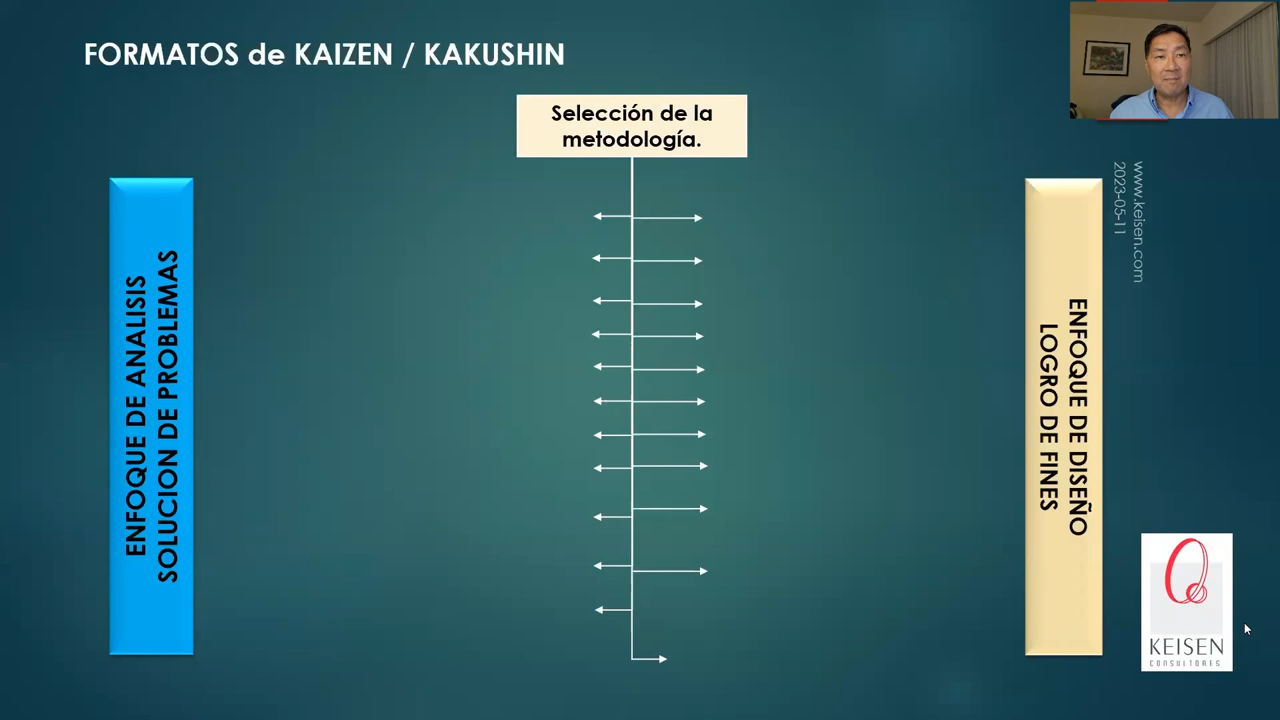 FORMATOS de KAIZEN / KAKUSHIN
Selección de la
metodología.
ENFOQUE DE ANALISIS
SOLUCION DE PROBLEMAS
ENFOQUE DE DISEÑO
LOGRO DE FINES
www.keisen.com
2023-05-11
KEISEN
CONSULTORES